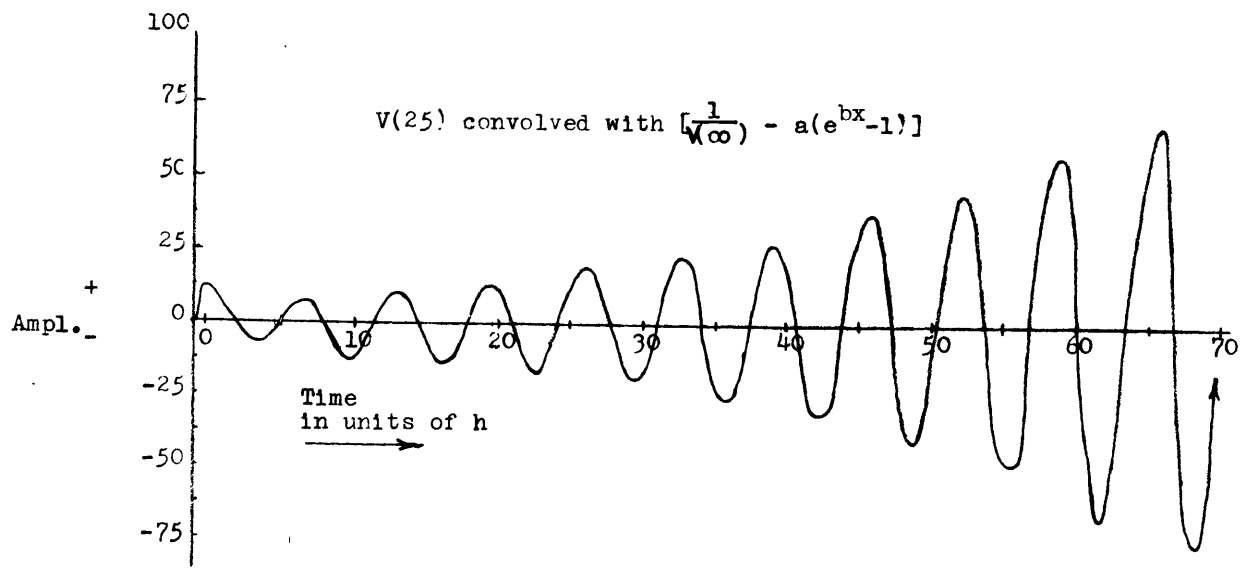 100
75
V(25) convolved with [1/√(∞) - a(e^bx-1)]
50
25
+
0
Ampl.
-
0 10 20 30 40 50 60 70
-25
Time
in units of h
-50
-75